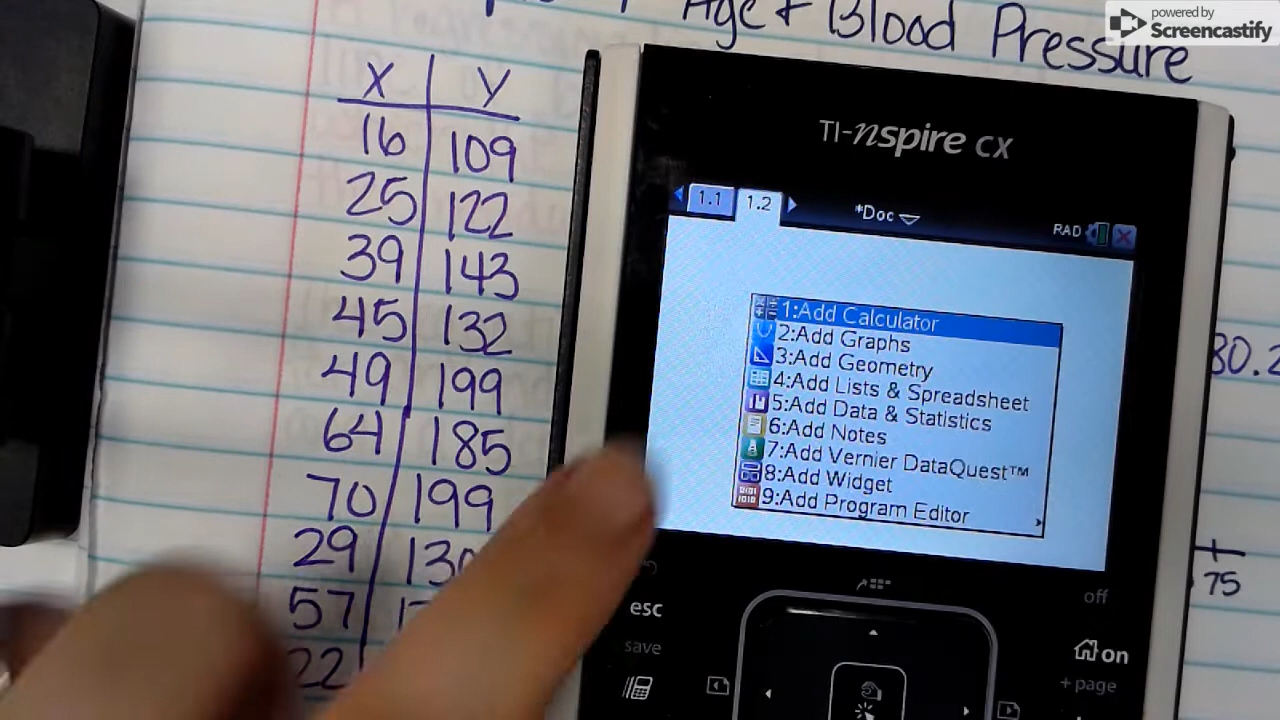 Age & Blood Pressure
powered by
Screencastify
X Y
16 109
25 122
39 143
45 132
49 199
64 185
70 199
29 130
57
22
TI-nspire CX
1.1 1.2 *Doc RAD
1:Add Calculator
2:Add Graphs
3:Add Geometry
4:Add Lists & Spreadsheet
5:Add Data & Statistics
6:Add Notes
7:Add Vernier DataQuest™
8:Add Widget
9:Add Program Editor
80.2
75
esc
save
off
on
+ page